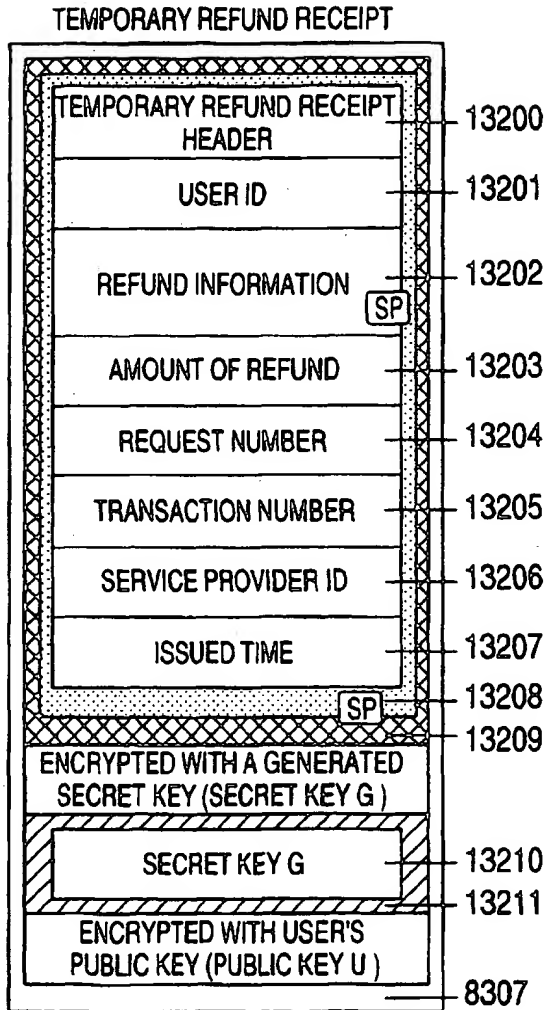 TEMPORARY REFUND RECEIPT
TEMPORARY REFUND RECEIPT
HEADER
13200
USER ID
13201
REFUND INFORMATION
13202
SP
AMOUNT OF REFUND
13203
REQUEST NUMBER
13204
TRANSACTION NUMBER
13205
SERVICE PROVIDER ID
13206
ISSUED TIME
13207
SP
13208
13209
ENCRYPTED WITH A GENERATED
SECRET KEY (SECRET KEY G)
SECRET KEY G
13210
13211
ENCRYPTED WITH USER'S
PUBLIC KEY (PUBLIC KEY U)
8307